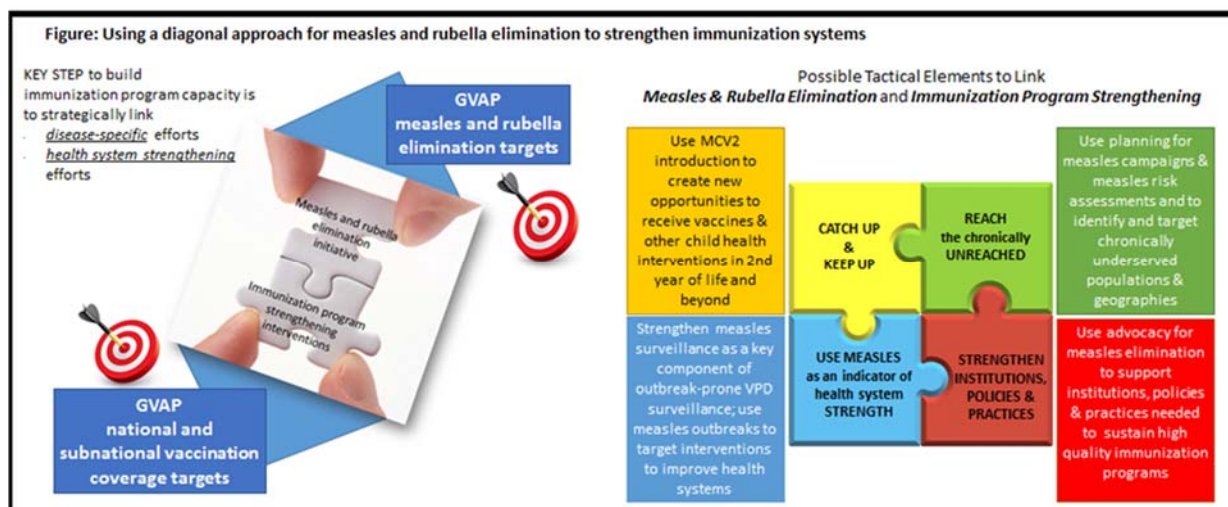 Figure: Using a diagonal approach for measles and rubella elimination to strengthen immunization systems
KEY STEP to build
immunization program capacity is
to strategically link
. disease-specific efforts
. health system strengthening
efforts
GVAP
measles and rubella
elimination targets
Measles and rubella
elimination
initiative
Immunization program
strengthening
interventions
GVAP
national and
subnational vaccination
coverage targets
Possible Tactical Elements to Link
Measles & Rubella Elimination and Immunization Program Strengthening
Use MCV2
introduction to
create new
opportunities to
receive vaccines &
other child health
interventions in 2nd
year of life and
beyond
CATCH UP
&
KEEP UP
REACH
the chronically
UNREACHED
Use planning for
measles campaigns &
measles risk
assessments and to
identify and target
chronically
underserved
populations &
geographies
Strengthen measles
surveillance as a key
component of
outbreak-prone VPD
surveillance; use
measles outbreaks to
target interventions
to improve health
systems
USE MEASLES
as an indicator of
health system
STRENGTH
STRENGTHEN
INSTITUTIONS,
POLICIES &
PRACTICES
Use advocacy for
measles elimination
to support
institutions, policies
& practices needed
to sustain high
quality immunization
programs